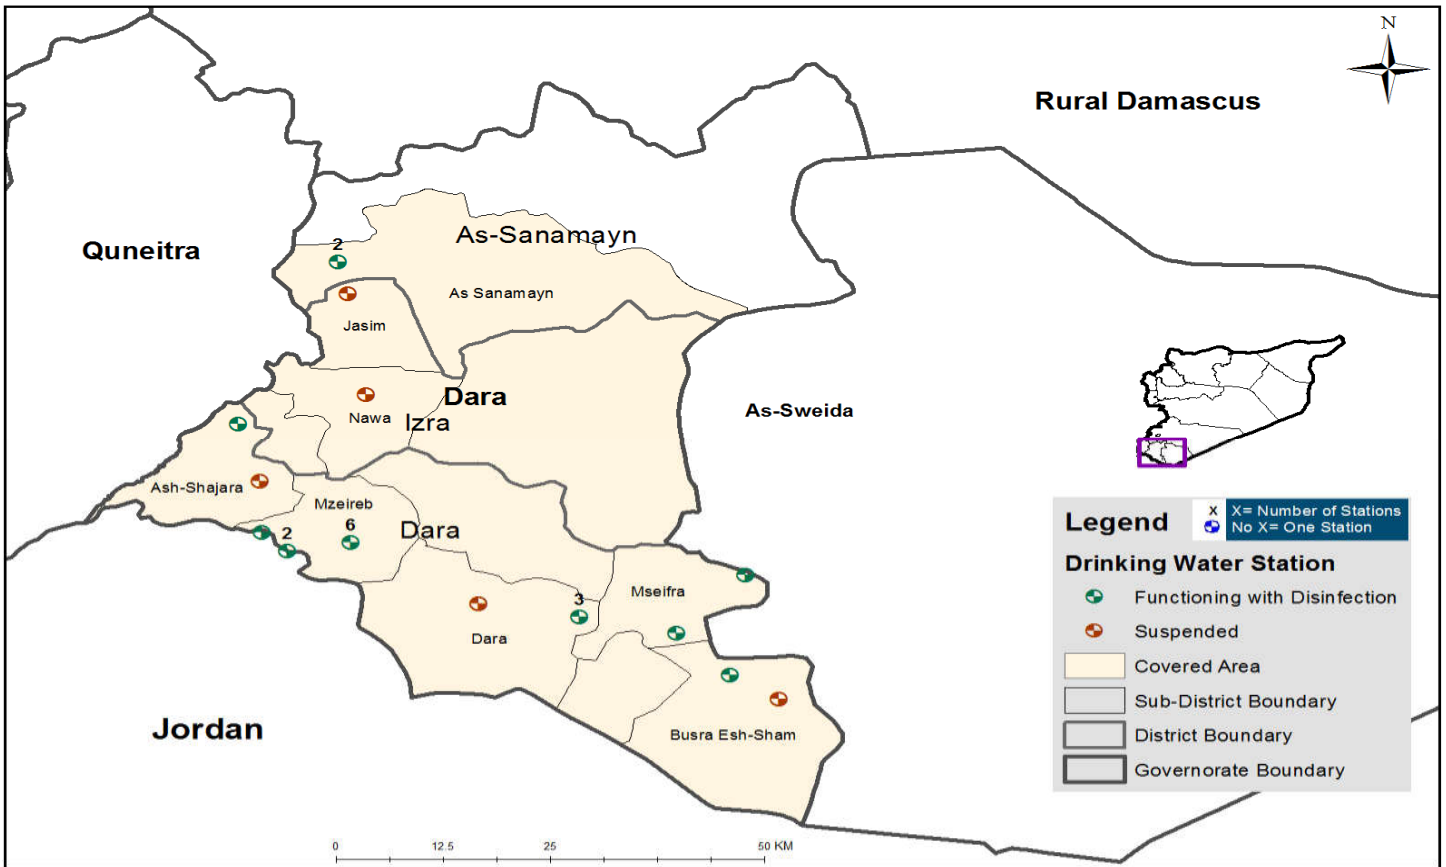 N
Rural Damascus
Quneitra
As-Sanamayn
2
As Sanamayn
Jasim
Dara
Nawa
Izra
As-Sweida
Ash-Shajara
Mzeireb
6
2
Dara
Mseifra
3
Dara
Busra Esh-Sham
Jordan
Legend
X
X= Number of Stations
No X= One Station
Drinking Water Station
Functioning with Disinfection
Suspended
Covered Area
Sub-District Boundary
District Boundary
Governorate Boundary
0 12.5 25 50 KM